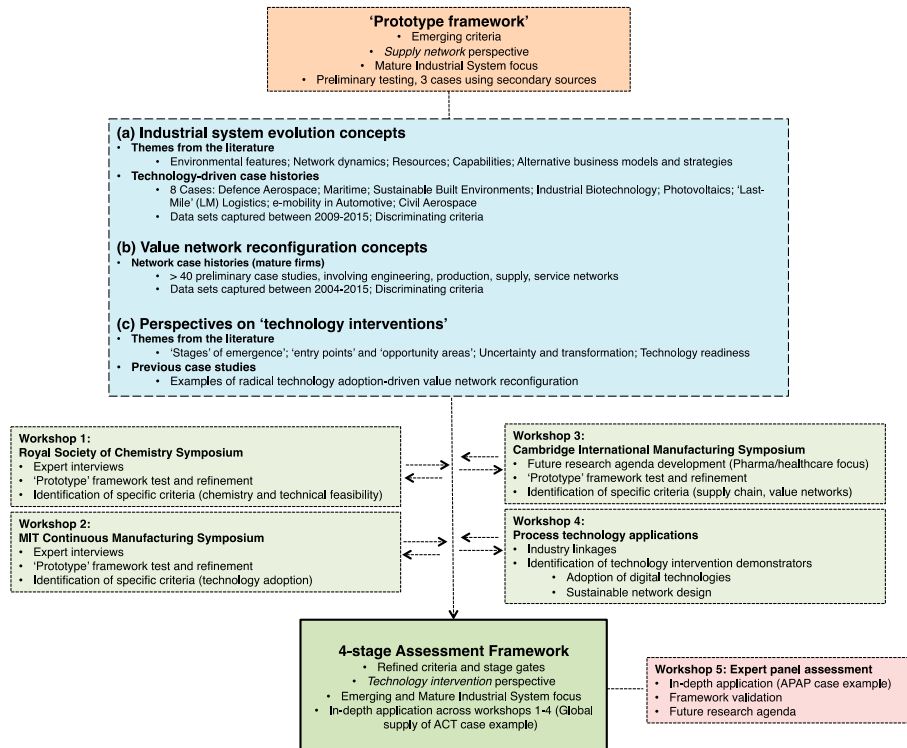 ‘Prototype framework’
• Emerging criteria
• Supply network perspective
• Mature Industrial System focus
• Preliminary testing, 3 cases using secondary sources
(a) Industrial system evolution concepts
• Themes from the literature
• Environmental features; Network dynamics; Resources; Capabilities; Alternative business models and strategies
• Technology-driven case histories
• 8 Cases: Defence Aerospace; Maritime; Sustainable Built Environments; Industrial Biotechnology; Photovoltaics; ‘Last-
Mile’ (LM) Logistics; e-mobility in Automotive; Civil Aerospace
• Data sets captured between 2009-2015; Discriminating criteria
(b) Value network reconfiguration concepts
• Network case histories (mature firms)
• > 40 preliminary case studies, involving engineering, production, supply, service networks
• Data sets captured between 2004-2015; Discriminating criteria
(c) Perspectives on ‘technology interventions’
• Themes from the literature
• ‘Stages’ of emergence’; ‘entry points’ and ‘opportunity areas’; Uncertainty and transformation; Technology readiness
• Previous case studies
• Examples of radical technology adoption-driven value network reconfiguration
Workshop 1:
Royal Society of Chemistry Symposium
• Expert interviews
• ‘Prototype’ framework test and refinement
• Identification of specific criteria (chemistry and technical feasibility)
Workshop 2:
MIT Continuous Manufacturing Symposium
• Expert interviews
• ‘Prototype’ framework test and refinement
• Identification of specific criteria (technology adoption)
Workshop 3:
Cambridge International Manufacturing Symposium
• Future research agenda development (Pharma/healthcare focus)
• ‘Prototype’ framework test and refinement
• Identification of specific criteria (supply chain, value networks)
Workshop 4:
Process technology applications
• Industry linkages
• Identification of technology intervention demonstrators
• Adoption of digital technologies
• Sustainable network design
4-stage Assessment Framework
• Refined criteria and stage gates
• Technology intervention perspective
• Emerging and Mature Industrial System focus
• In-depth application across workshops 1-4 (Global
supply of ACT case example)
Workshop 5: Expert panel assessment
• In-depth application (APAP case example)
• Framework validation
• Future research agenda